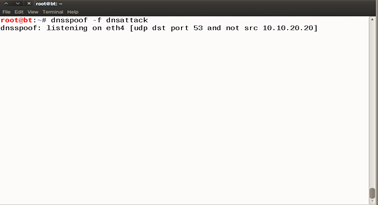 root@bt: ~
File Edit View Terminal Help
root@bt:~# dnsspoof -f dnsattack
dnsspoof: listening on eth4 [udp dst port 53 and not src 10.10.20.20]